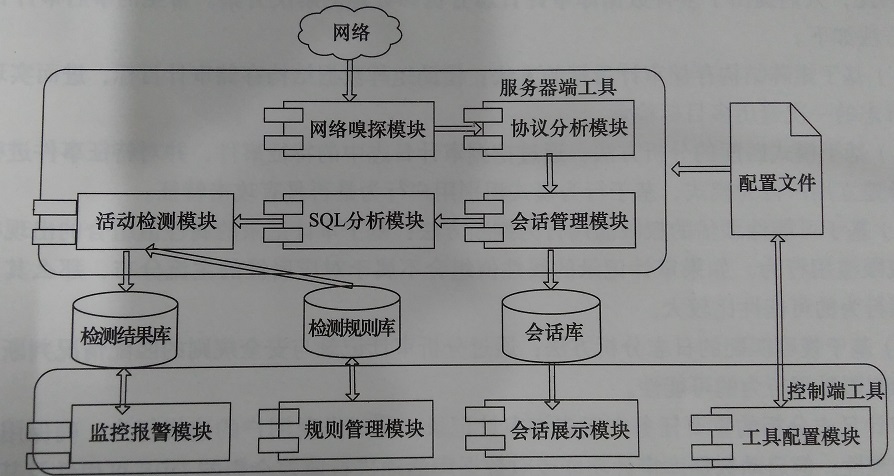 网络
服务器端工具
网络嗅探模块
协议分析模块
配置文件
活动检测模块
SQL分析模块
会话管理模块
检测结果库
检测规则库
会话库
控制端工具
监控报警模块
规则管理模块
会话展示模块
工具配置模块